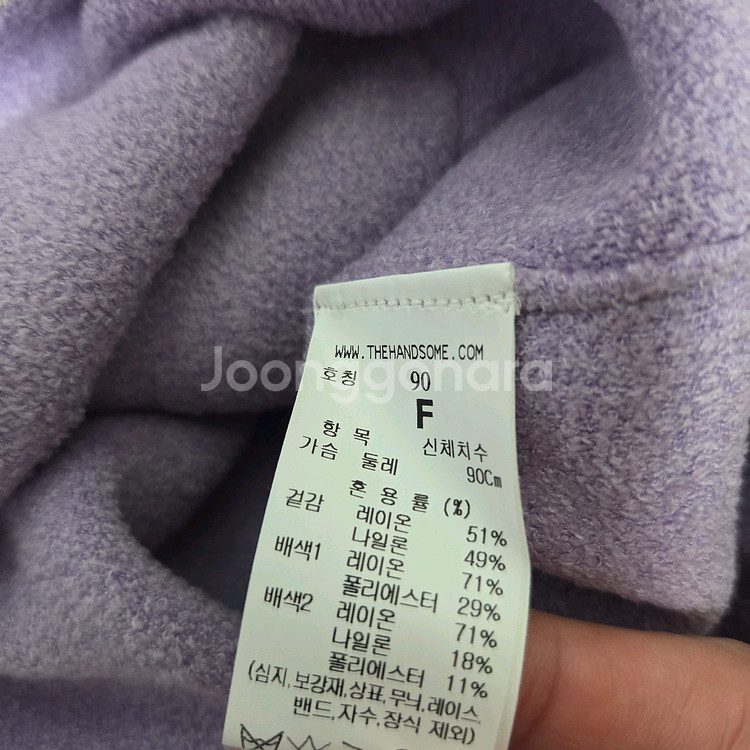 WWW.THEHANDSOME.COM
Joonggonara
호칭 90
F
항 목 신체치수
가슴 둘레 90Cm
혼 용 률 (%)
겉감 레이온 51%
나일론 49%
배색1 레이온 71%
폴리에스터 29%
배색2 레이온 71%
나일론 18%
폴리에스터 11%
(심지,보강재,상표,무늬,레이스,
밴드,자수,장식 제외)